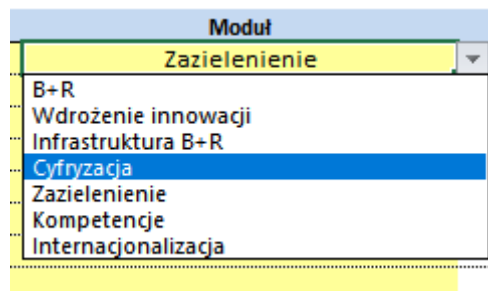 Moduł
Zazielenienie
B+R
Wdrożenie innowacji
Infrastruktura B+R
Cyfryzacja
Zazielenienie
Kompetencje
Internacjonalizacja